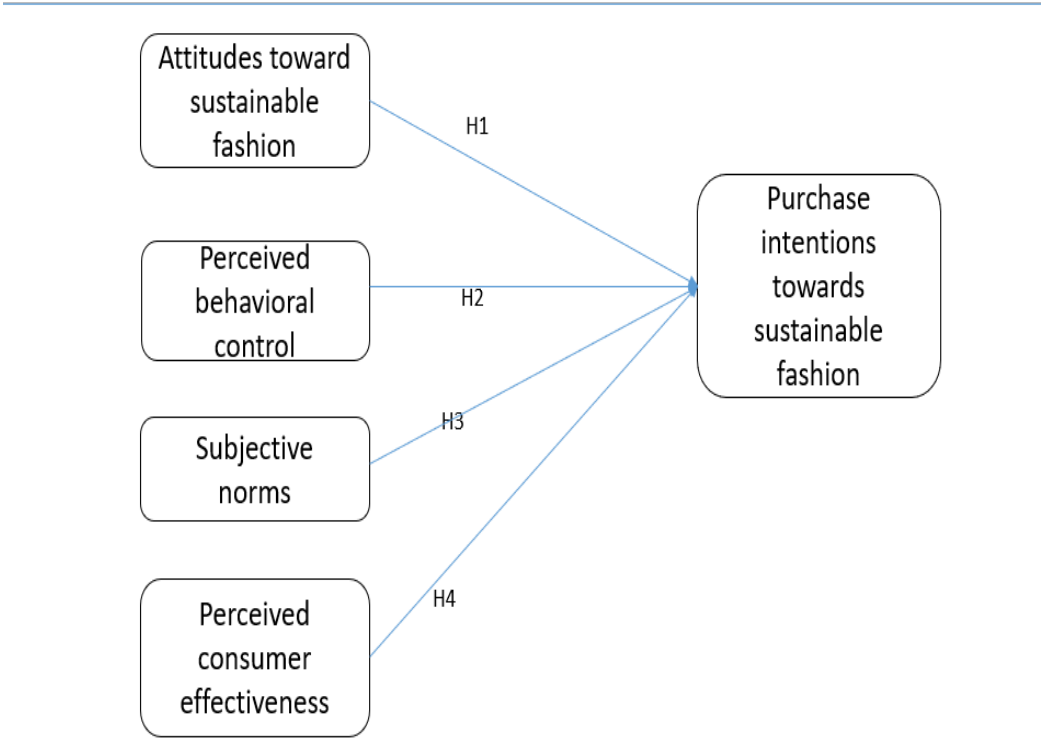 Attitudes toward
sustainable
fashion
H1
Perceived
behavioral
control
H2
Subjective
norms
H3
Perceived
consumer
effectiveness
H4
Purchase
intentions
towards
sustainable
fashion